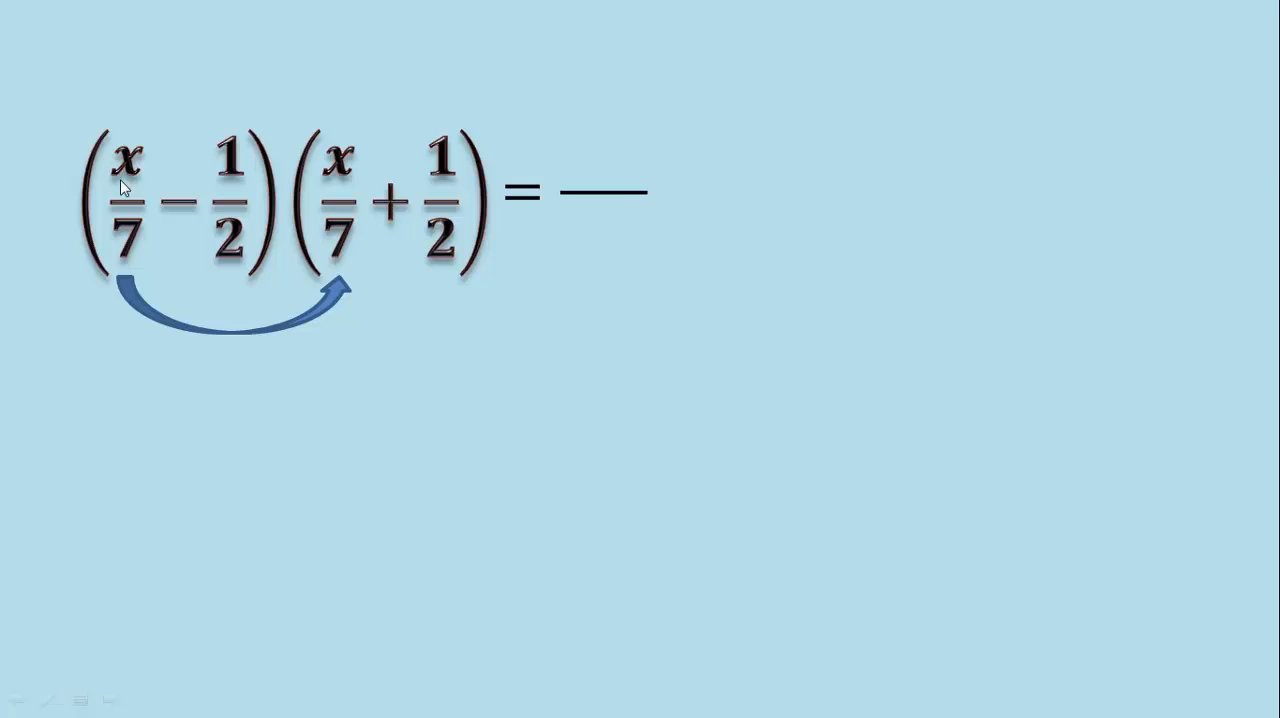 (x/7 − 1/2)(x/7 + 1/2) = ___